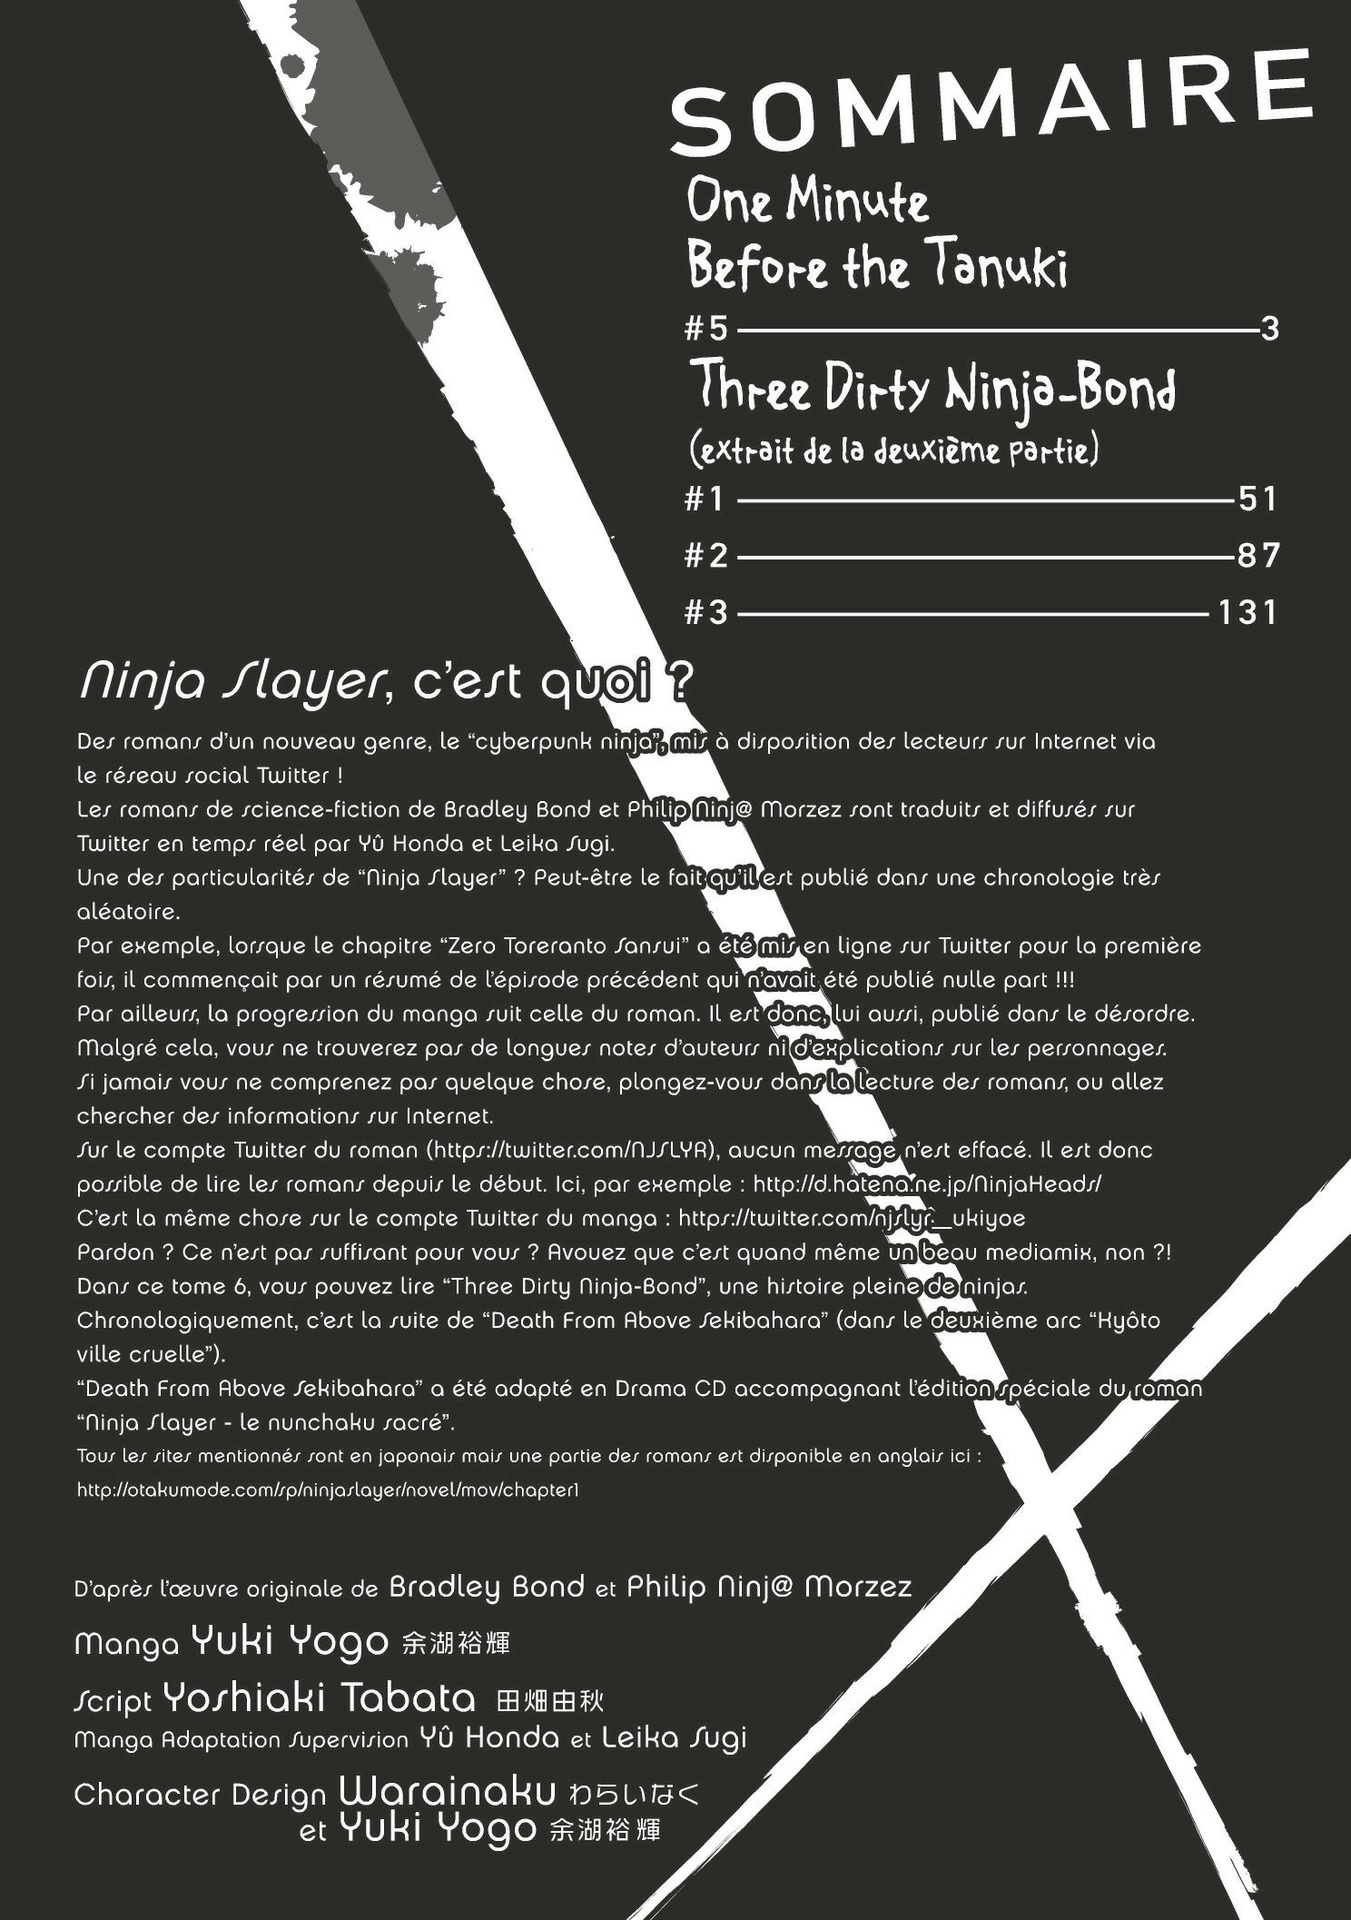 SOMMAIRE
One Minute
Before the Tanuki
#5 3
Three Dirty Ninja-Bond
(extrait de la deuxième partie)
#1 51
#2 87
#3 131
Ninja Slayer, c’est quoi ?
Des romans d’un nouveau genre, le “cyberpunk ninja”, mis à disposition des lecteurs sur Internet via
le réseau social Twitter !
Les romans de science-fiction de Bradley Bond et Philip Ninj@ Morzez sont traduits et diffusés sur
Twitter en temps réel par Yû Honda et Leika Sugi.
Une des particularités de “Ninja Slayer” ? Peut-être le fait qu’il est publié dans une chronologie très
aléatoire.
Par exemple, lorsque le chapitre “Zero Toreranto Sansui” a été mis en ligne sur Twitter pour la première
fois, il commençait par un résumé de l’épisode précédent qui n’avait été publié nulle part !!!
Par ailleurs, la progression du manga suit celle du roman. Il est donc, lui aussi, publié dans le désordre.
Malgré cela, vous ne trouverez pas de longues notes d’auteurs ni d’explications sur les personnages.
Si jamais vous ne comprenez pas quelque chose, plongez-vous dans la lecture des romans, ou allez
chercher des informations sur Internet.
Sur le compte Twitter du roman (https://twitter.com/NJSLYR), aucun message n’est effacé. Il est donc
possible de lire les romans depuis le début. Ici, par exemple : http://d.hatena.ne.jp/NinjaHeads/
C’est la même chose sur le compte Twitter du manga : https://twitter.com/njslyr_ukiyoe
Pardon ? Ce n’est pas suffisant pour vous ? Avouez que c’est quand même un beau mediamix, non ?!
Dans ce tome 6, vous pouvez lire “Three Dirty Ninja-Bond”, une histoire pleine de ninjas.
Chronologiquement, c’est la suite de “Death From Above Sekibahara” (dans le deuxième arc “Kyôto
ville cruelle”).
“Death From Above Sekibahara” a été adapté en Drama CD accompagnant l’édition spéciale du roman
“Ninja Slayer - le nunchaku sacré”.
Tous les sites mentionnés sont en japonais mais une partie des romans est disponible en anglais ici :
http://otakumode.com/sp/ninjaslayer/novel/mov/chapter1
D’après l’œuvre originale de Bradley Bond et Philip Ninj@ Morzez
Manga Yuki Yogo 余湖裕輝
Script Yoshiaki Tabata 田畑由秋
Manga Adaptation Supervision Yû Honda et Leika Sugi
Character Design Warainaku わらいなく
et Yuki Yogo 余湖裕輝